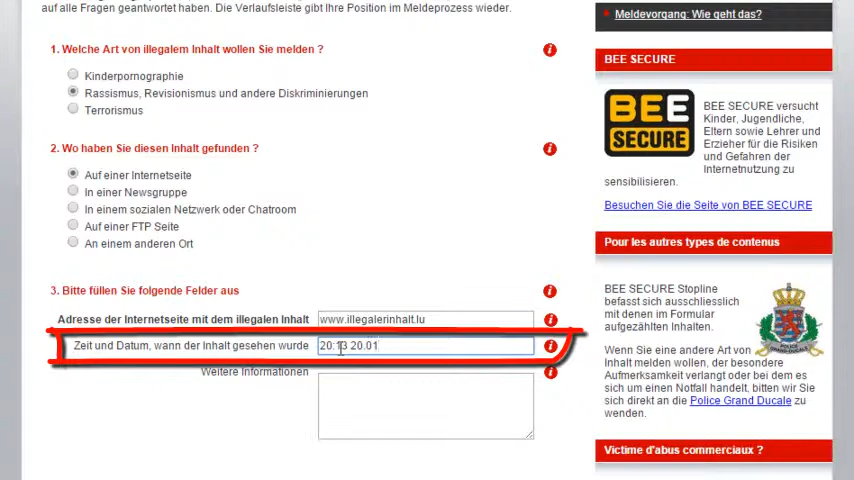 auf alle Fragen geantwortet haben. Die Verlaufsleiste gibt Ihre Position im Meldeprozess wieder.
1. Welche Art von illegalem Inhalt wollen Sie melden ?
Kinderpornographie
Rassismus, Revisionismus und andere Diskriminierungen
Terrorismus
2. Wo haben Sie diesen Inhalt gefunden ?
Auf einer Internetseite
In einer Newsgruppe
In einem sozialen Netzwerk oder Chatroom
Auf einer FTP Seite
An einem anderen Ort
3. Bitte füllen Sie folgende Felder aus
Adresse der Internetseite mit dem illegalen Inhalt www.illegalerinhalt.lu
Zeit und Datum, wann der Inhalt gesehen wurde 20:13 20.01
Weitere Informationen
Meldevorgang: Wie geht das?
BEE SECURE
BEE
SECURE
BEE SECURE versucht
Kinder, Jugendliche,
Eltern sowie Lehrer und
Erzieher für die Risiken
und Gefahren der
Internetnutzung zu
sensibilisieren.
Besuchen Sie die Seite von BEE SECURE
Pour les autres types de contenus
BEE SECURE Stopline
befasst sich ausschliesslich
mit denen im Formular
aufgezählten Inhalten.
Wenn Sie eine andere Art von
Inhalt melden wollen, der besondere
Aufmerksamkeit verlangt oder bei dem es
sich um einen Notfall handelt, bitten wir Sie
sich direkt an die Police Grand Ducale zu
wenden.
Victime d'abus commerciaux ?